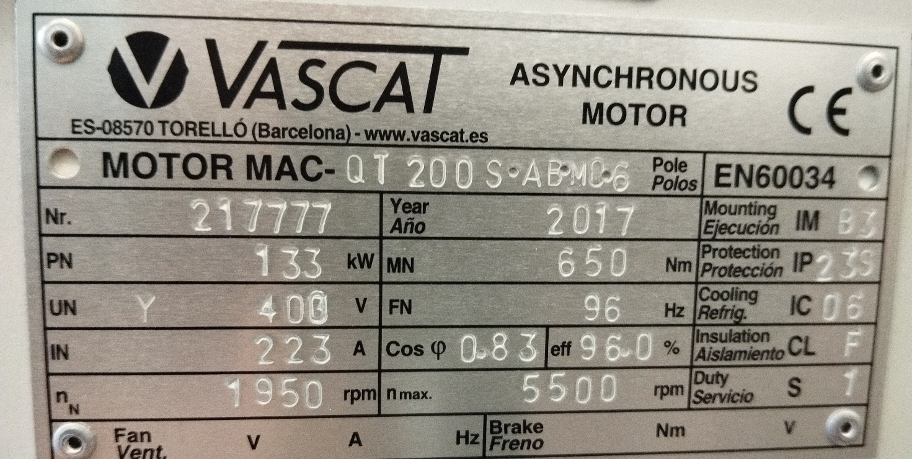 VASCAT ASYNCHRONOUS MOTOR CE
ES-08570 TORELLÓ (Barcelona) - www.vascat.es
MOTOR MAC- QT 200 S·AB·M0·6 Pole Polos EN60034
Nr. 217777 Year Año 2017 Mounting Ejecución IM B3
PN 133 kW MN 650 Nm Protection Protección IP 23S
UN Y 400 V FN 96 Hz Cooling Refrig. IC 06
IN 223 A Cos φ 0.83 eff 96.0 % Insulation Aislamiento CL F
nN 1950 rpm n max. 5500 rpm Duty Servicio S 1
Fan Vent. V A Hz Brake Freno Nm V